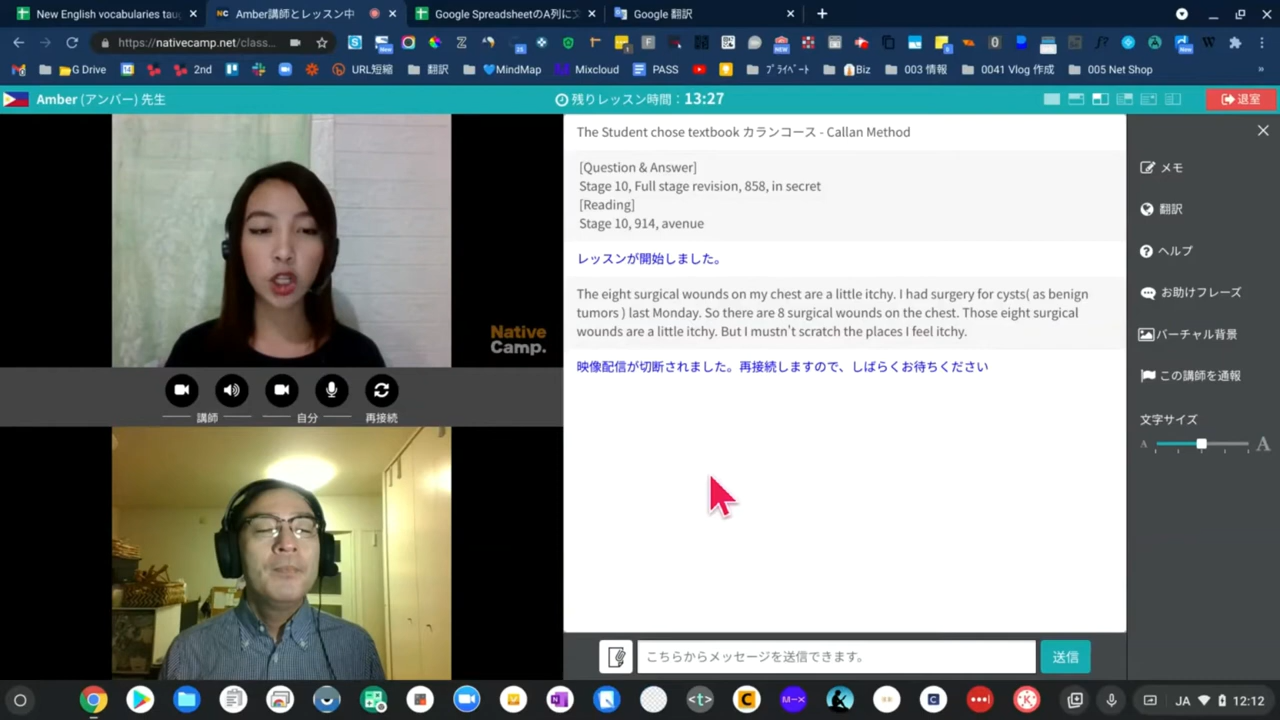 New English vocabularies taug
Amber講師とレッスン中
Google SpreadsheetのA列に文
Google 翻訳
https://nativecamp.net/class...
G Drive
2nd
URL短縮
翻訳
MindMap
Mixcloud
PASS
ﾌﾟﾗｲﾍﾞｰﾄ
Biz
003 情報
0041 Vlog 作成
005 Net Shop
Amber (アンバー) 先生
残りレッスン時間：13:27
退室
The Student chose textbook カランコース - Callan Method
[Question & Answer]
Stage 10, Full stage revision, 858, in secret
[Reading]
Stage 10, 914, avenue
レッスンが開始しました。
The eight surgical wounds on my chest are a little itchy. I had surgery for cysts( as benign
tumors ) last Monday. So there are 8 surgical wounds on the chest. Those eight surgical
wounds are a little itchy. But I mustn't scratch the places I feel itchy.
映像配信が切断されました。再接続しますので、しばらくお待ちください
Native
Camp.
講師
自分
再接続
メモ
翻訳
ヘルプ
お助けフレーズ
バーチャル背景
この講師を通報
文字サイズ
A
A
こちらからメッセージを送信できます。
送信
JA
12:12